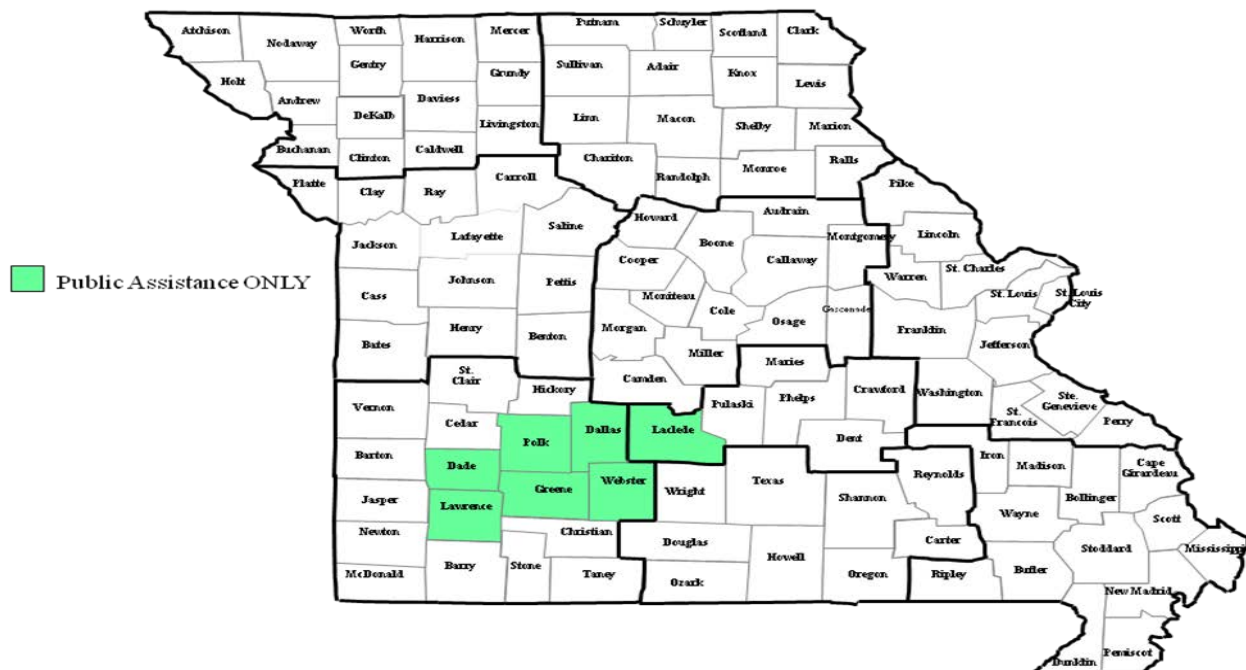 Putnam
Schuyler
Scotland
Clark
Atchison
Nodaway
Worth
Harrison
Mercer
Gentry
Sullivan
Adair
Knox
Lewis
Holt
Grundy
Andrew
Daviess
DeKalb
Livingston
Linn
Macon
Shelby
Marion
Buchanan
Clinton
Caldwell
Chariton
Randolph
Monroe
Ralls
Platte
Clay
Ray
Carroll
Pike
Howard
Audrain
Saline
Jackson
Lafayette
Boone
Montgomery
Lincoln
Cooper
Callaway
Warren
St. Charles
Public Assistance ONLY
Johnson
Pettis
Cass
Moniteau
St. Louis
St. Louis
City
Cole
Osage
Gasconade
Morgan
Henry
Franklin
Bates
Benton
Miller
Jefferson
Maries
St.
Clair
Hickory
Camden
Pulaski
Phelps
Crawford
Washington
Ste.
Genevieve
Vernon
Cedar
Polk
Dallas
Laclede
St.
Francois
Perry
Dent
Barton
Dade
Iron
Madison
Cape
Girardeau
Greene
Webster
Wright
Texas
Reynolds
Jasper
Lawrence
Shannon
Bollinger
Wayne
Scott
Newton
Christian
Douglas
Carter
Stoddard
Mississippi
McDonald
Barry
Stone
Taney
Ozark
Howell
Oregon
Ripley
Butler
New Madrid
Dunklin
Pemiscot